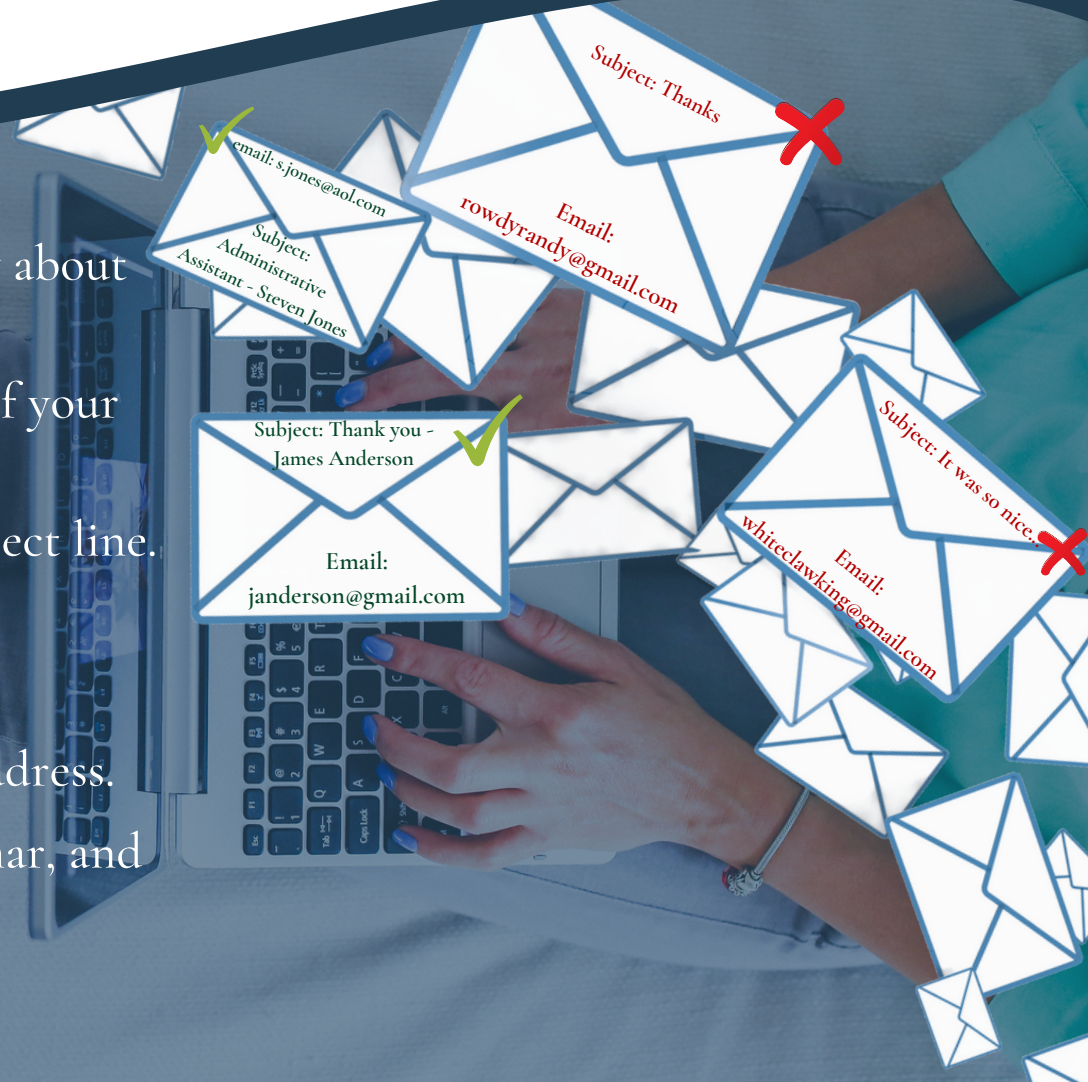 about
f your
ect line.
dress.
nar, and
email: s.jones@aol.com
Subject:
Administrative
Assistant - Steven Jones
Subject: Thanks
Email:
rowdyrandy@gmail.com
Subject: Thank you -
James Anderson
Email:
janderson@gmail.com
Subject: It was so nice..
Email:
whiteclawking@gmail.com